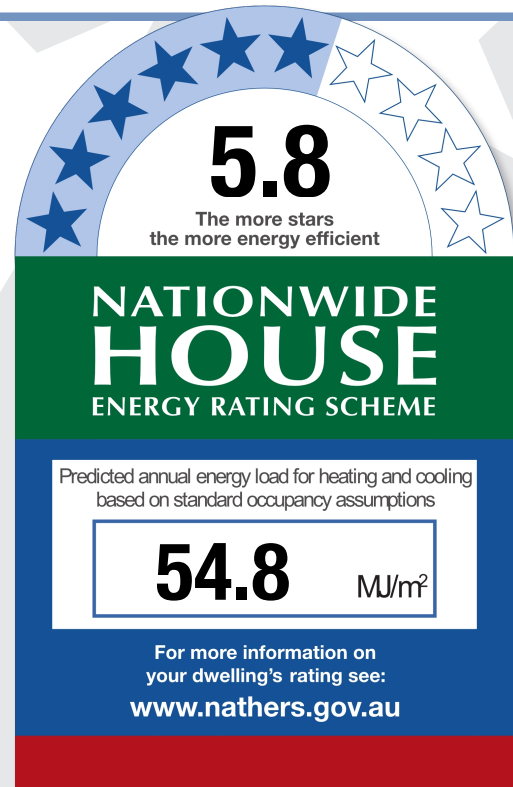 5.8
The more stars
the more energy efficient
NATIONWIDE
HOUSE
ENERGY RATING SCHEME
Predicted annual energy load for heating and cooling
based on standard occupancy assumptions
54.8 MJ/m²
For more information on
your dwelling's rating see:
www.nathers.gov.au